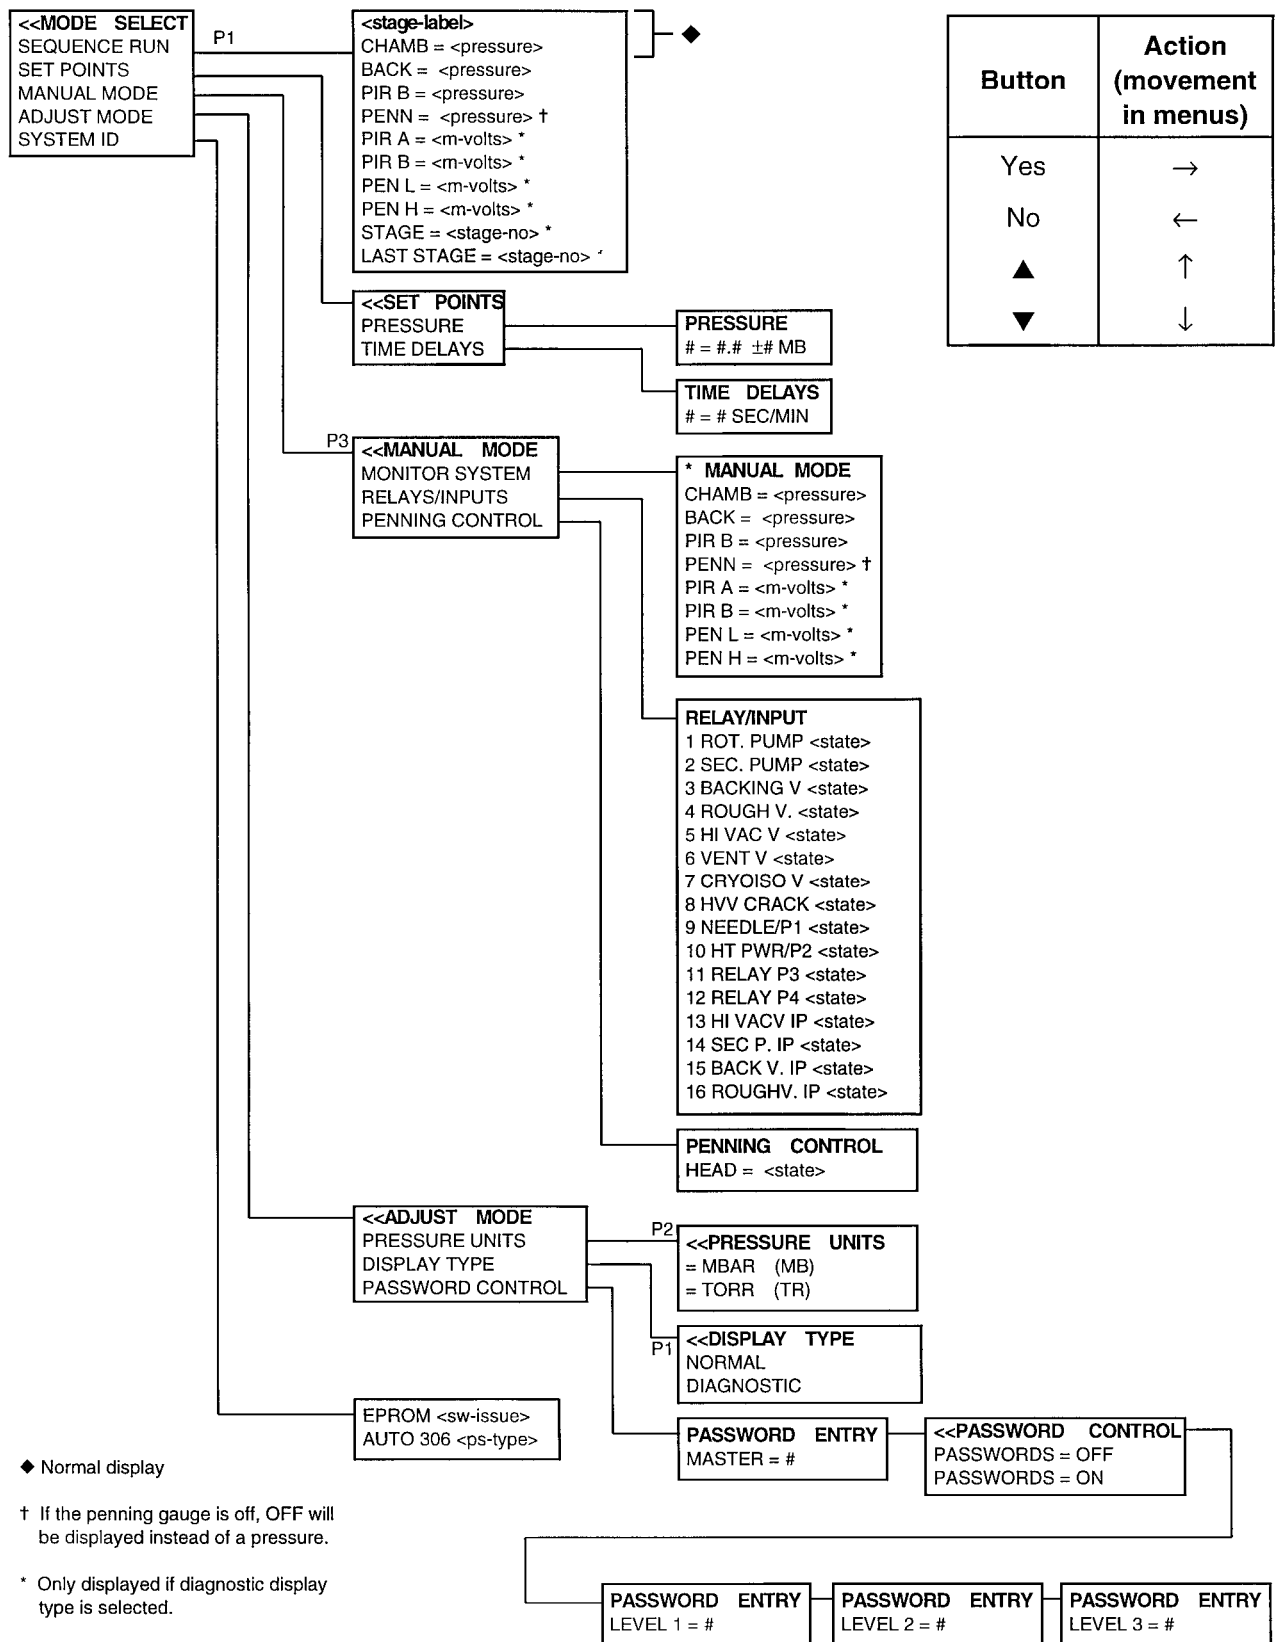 <<MODE SELECT
SEQUENCE RUN
SET POINTS
MANUAL MODE
ADJUST MODE
SYSTEM ID
P1
<stage-label>
CHAMB = <pressure>
BACK = <pressure>
PIR B = <pressure>
PENN = <pressure> †
PIR A = <m-volts> *
PIR B = <m-volts> *
PEN L = <m-volts> *
PEN H = <m-volts> *
STAGE = <stage-no> *
LAST STAGE = <stage-no> *
◆
Button Action (movement in menus)
Yes →
No ←
▲ ↑
▼ ↓
<<SET POINTS
PRESSURE
TIME DELAYS
PRESSURE
# = #.# ±# MB
TIME DELAYS
# = # SEC/MIN
P3
<<MANUAL MODE
MONITOR SYSTEM
RELAYS/INPUTS
PENNING CONTROL
* MANUAL MODE
CHAMB = <pressure>
BACK = <pressure>
PIR B = <pressure>
PENN = <pressure> †
PIR A = <m-volts> *
PIR B = <m-volts> *
PEN L = <m-volts> *
PEN H = <m-volts> *
RELAY/INPUT
1 ROT. PUMP <state>
2 SEC. PUMP <state>
3 BACKING V <state>
4 ROUGH V. <state>
5 HI VAC V <state>
6 VENT V <state>
7 CRYOISO V <state>
8 HVV CRACK <state>
9 NEEDLE/P1 <state>
10 HT PWR/P2 <state>
11 RELAY P3 <state>
12 RELAY P4 <state>
13 HI VACV IP <state>
14 SEC P. IP <state>
15 BACK V. IP <state>
16 ROUGHV. IP <state>
PENNING CONTROL
HEAD = <state>
<<ADJUST MODE
PRESSURE UNITS
DISPLAY TYPE
PASSWORD CONTROL
P2
<<PRESSURE UNITS
= MBAR (MB)
= TORR (TR)
P1
<<DISPLAY TYPE
NORMAL
DIAGNOSTIC
EPROM <sw-issue>
AUTO 306 <ps-type>
PASSWORD ENTRY
MASTER = #
<<PASSWORD CONTROL
PASSWORDS = OFF
PASSWORDS = ON
◆ Normal display
† If the penning gauge is off, OFF will
be displayed instead of a pressure.
* Only displayed if diagnostic display
type is selected.
PASSWORD ENTRY
LEVEL 1 = #
PASSWORD ENTRY
LEVEL 2 = #
PASSWORD ENTRY
LEVEL 3 = #